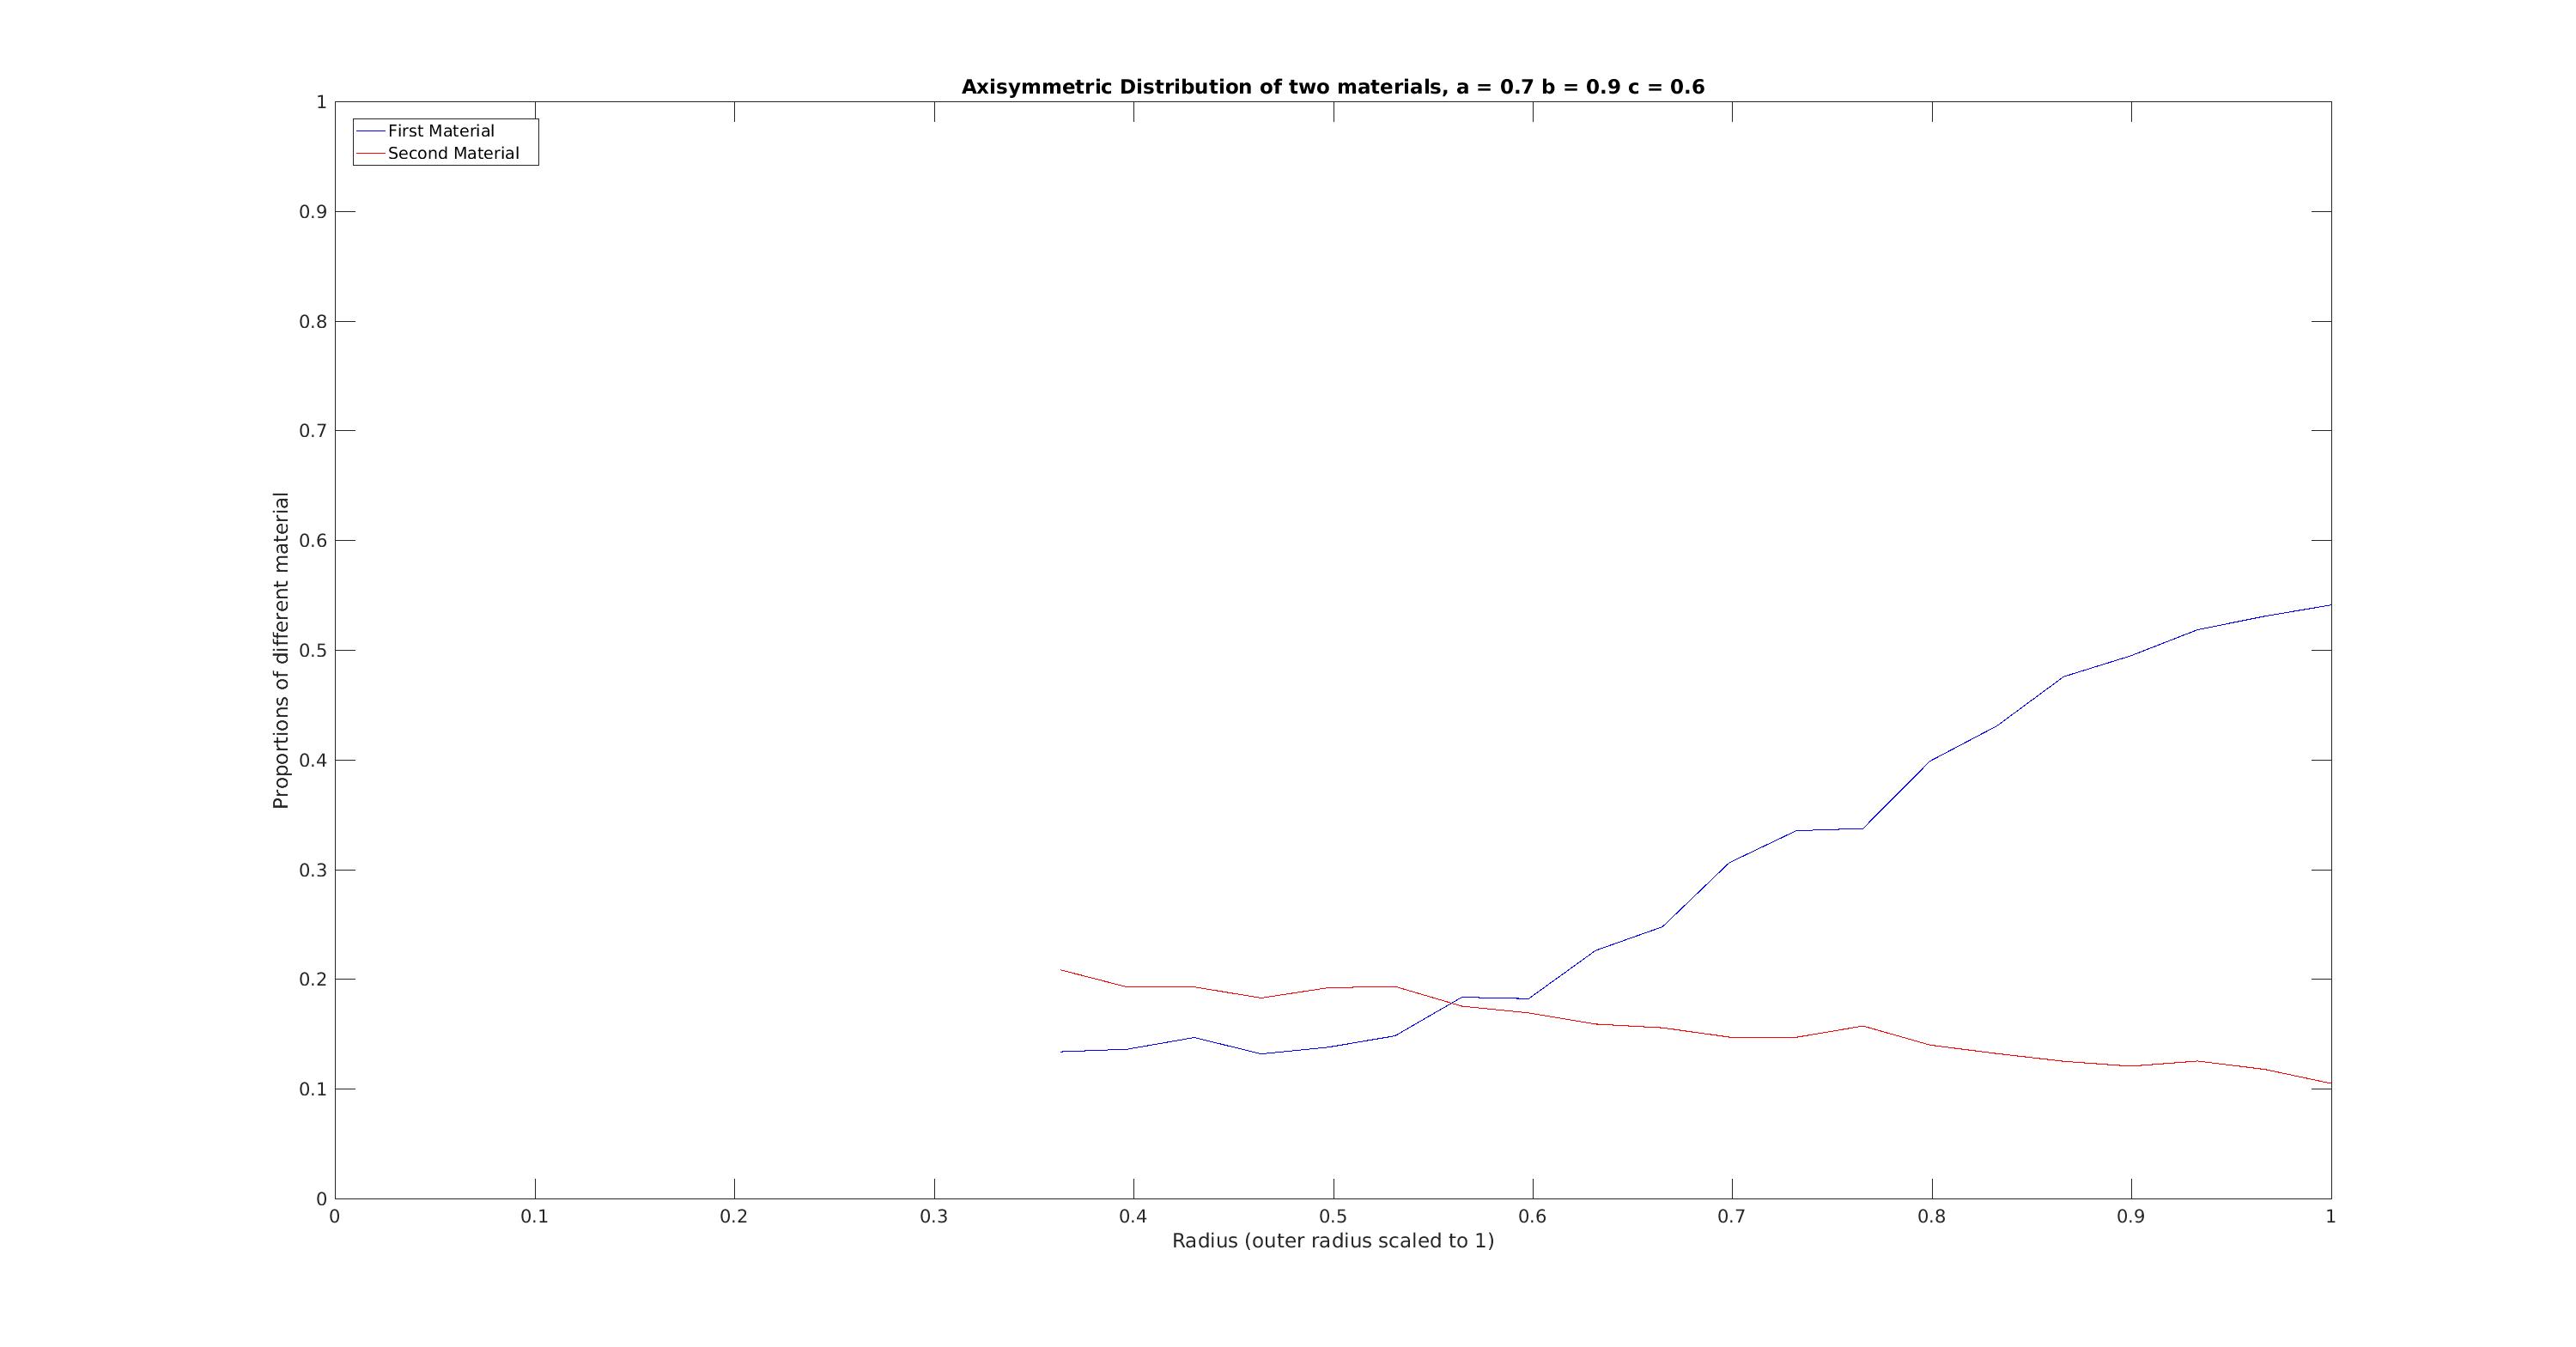 Axisymmetric Distribution of two materials, a = 0.7 b = 0.9 c = 0.6
First Material
Second Material
1
0.9
0.8
0.7
0.6
0.5
0.4
0.3
0.2
0.1
0
Proportions of different material
0 0.1 0.2 0.3 0.4 0.5 0.6 0.7 0.8 0.9 1
Radius (outer radius scaled to 1)